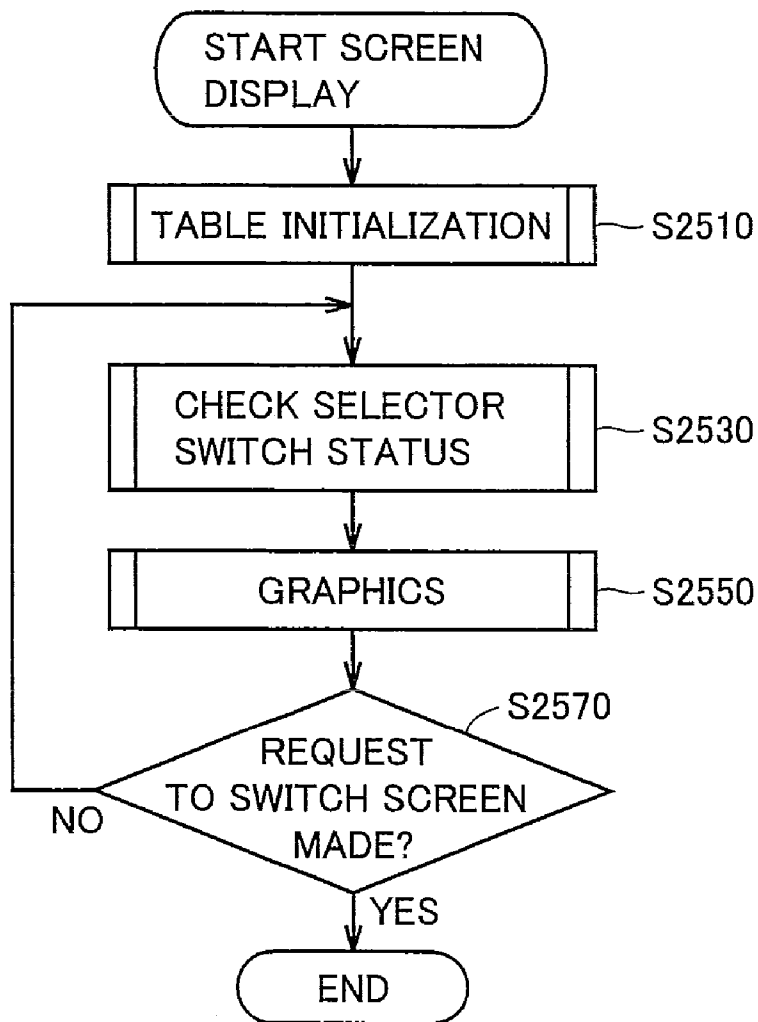 START SCREEN
DISPLAY
TABLE INITIALIZATION
S2510
CHECK SELECTOR
SWITCH STATUS
S2530
GRAPHICS
S2550
S2570
REQUEST
TO SWITCH SCREEN
MADE?
NO
YES
END